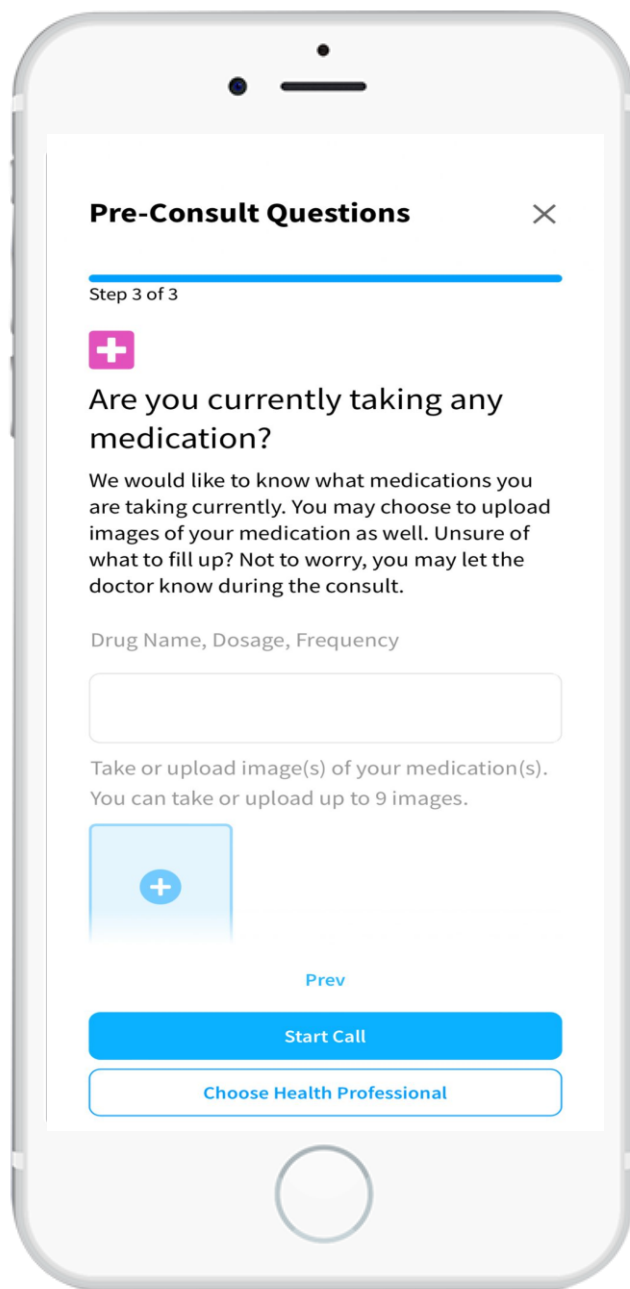 Pre-Consult Questions
Step 3 of 3
Are you currently taking any
medication?
We would like to know what medications you
are taking currently. You may choose to upload
images of your medication as well. Unsure of
what to fill up? Not to worry, you may let the
doctor know during the consult.
Drug Name, Dosage, Frequency
Take or upload image(s) of your medication(s).
You can take or upload up to 9 images.
Prev
Start Call
Choose Health Professional